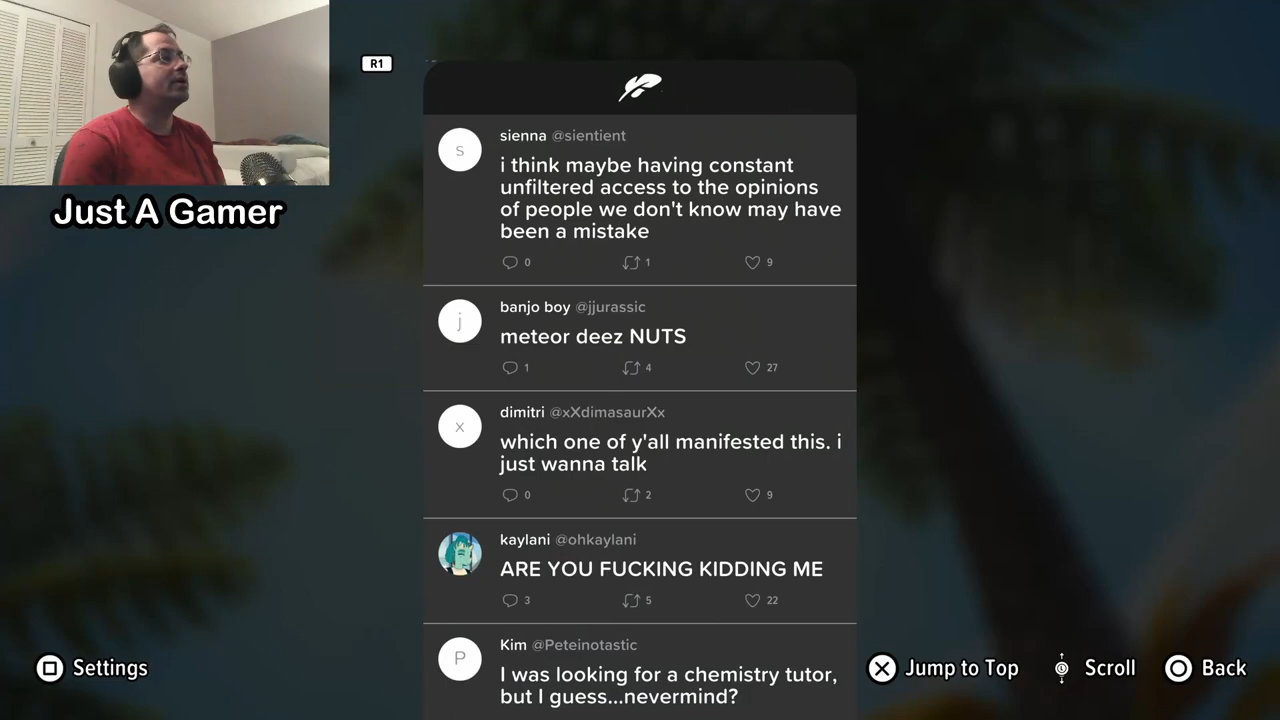 R1
Just A Gamer
sienna @sientient
s
i think maybe having constant
unfiltered access to the opinions
of people we don't know may have
been a mistake
0 1 9
banjo boy @jjurassic
j
meteor deez NUTS
1 4 27
dimitri @xXdimasaurXx
x
which one of y'all manifested this. i
just wanna talk
0 2 9
kaylani @ohkaylani
ARE YOU FUCKING KIDDING ME
3 5 22
Kim @Peteinotastic
P
I was looking for a chemistry tutor,
but I guess...nevermind?
Settings
Jump to Top
Scroll
Back